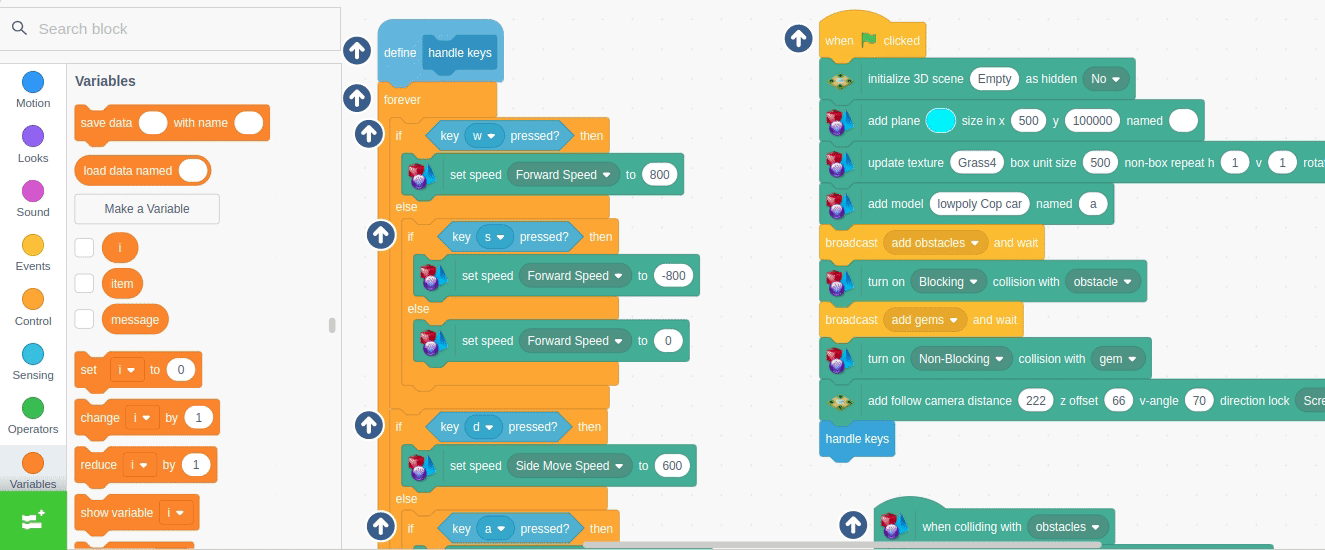 Search block
Motion
Looks
Sound
Events
Control
Sensing
Operators
Variables
Variables
save data with name
load data named
Make a Variable
i
item
message
set i to 0
change i by 1
reduce i by 1
show variable i
define handle keys
forever
if key w pressed? then
set speed Forward Speed to 800
else
if key s pressed? then
set speed Forward Speed to -800
else
set speed Forward Speed to 0
if key d pressed? then
set speed Side Move Speed to 600
else
if key a pressed? then
when clicked
initialize 3D scene Empty as hidden No
add plane size in x 500 y 100000 named
update texture Grass4 box unit size 500 non-box repeat h 1 v 1 rota
add model lowpoly Cop car named a
broadcast add obstacles and wait
turn on Blocking collision with obstacle
broadcast add gems and wait
turn on Non-Blocking collision with gem
add follow camera distance 222 z offset 66 v-angle 70 direction lock Scre
handle keys
when colliding with obstacles